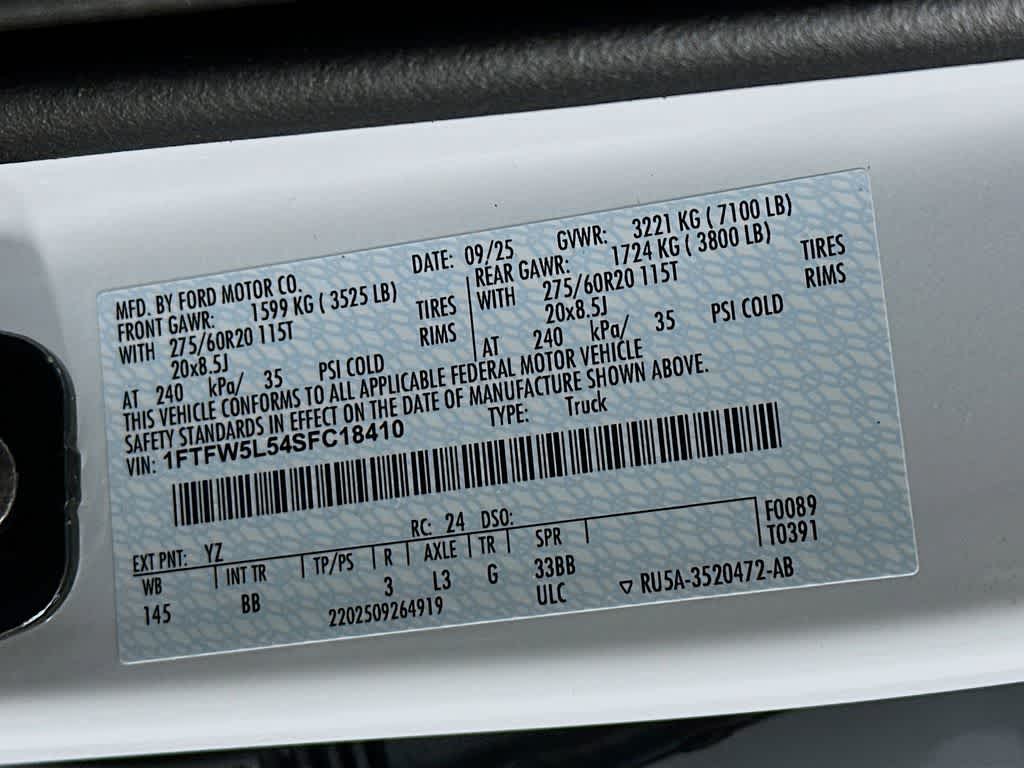 MFD. BY FORD MOTOR CO.
DATE: 09/25 GVWR: 3221 KG ( 7100 LB)
FRONT GAWR: 1599 KG ( 3525 LB)
WITH 275/60R20 115T TIRES
20x8.5J RIMS
AT 240 kPa/ 35 PSI COLD
REAR GAWR: 1724 KG ( 3800 LB)
WITH 275/60R20 115T TIRES
20x8.5J RIMS
AT 240 kPa/ 35 PSI COLD
THIS VEHICLE CONFORMS TO ALL APPLICABLE FEDERAL MOTOR VEHICLE
SAFETY STANDARDS IN EFFECT ON THE DATE OF MANUFACTURE SHOWN ABOVE.
VIN: 1FTFW5L54SFC18410 TYPE: Truck
EXT PNT: YZ RC: 24 DSO: F0089
WB INT TR TP/PS R AXLE TR SPR T0391
145 BB 3 L3 G 33BB
2202509264919 ULC ▽ RU5A-3520472-AB